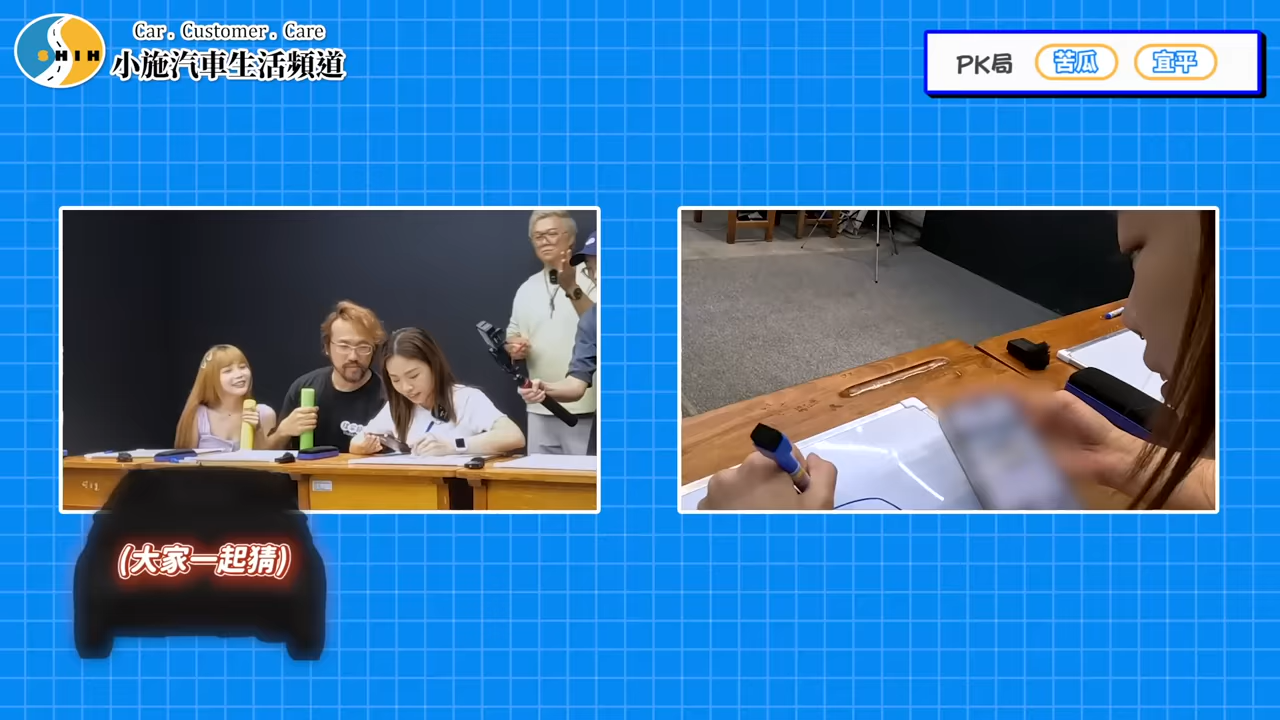 Car. Customer. Care
SHIH
小施汽車生活頻道
PK局 苦瓜 宜平
(大家一起猜)